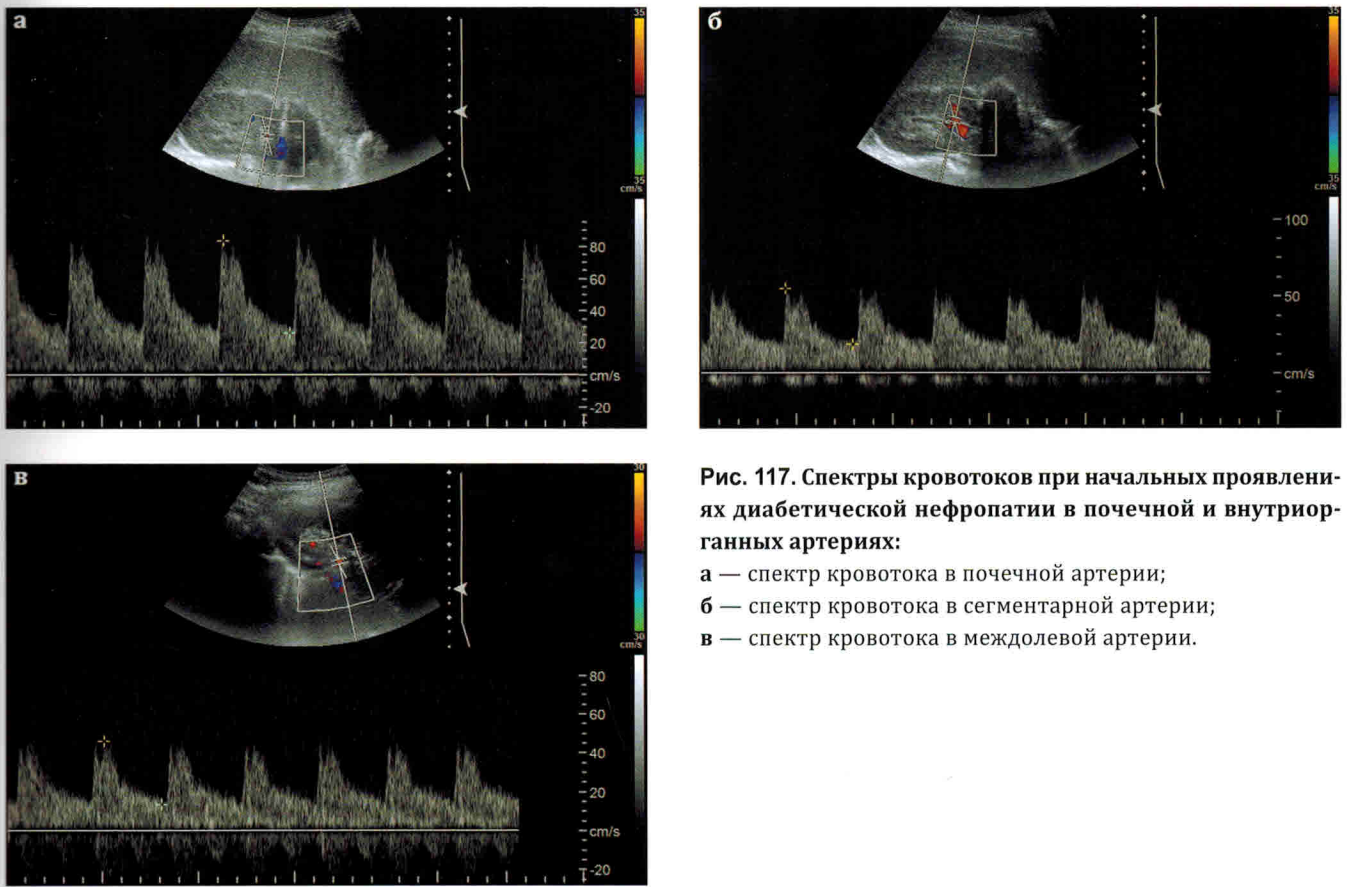 а
35
35
cm/s
80
60
40
20
cm/s
-20
б
35
35
cm/s
100
50
cm/s
в
30
30
cm/s
80
60
40
20
cm/s
-20
Рис. 117. Спектры кровотоков при начальных проявлени-
ях диабетической нефропатии в почечной и внутриор-
ганных артериях:
а — спектр кровотока в почечной артерии;
б — спектр кровотока в сегментарной артерии;
в — спектр кровотока в междолевой артерии.